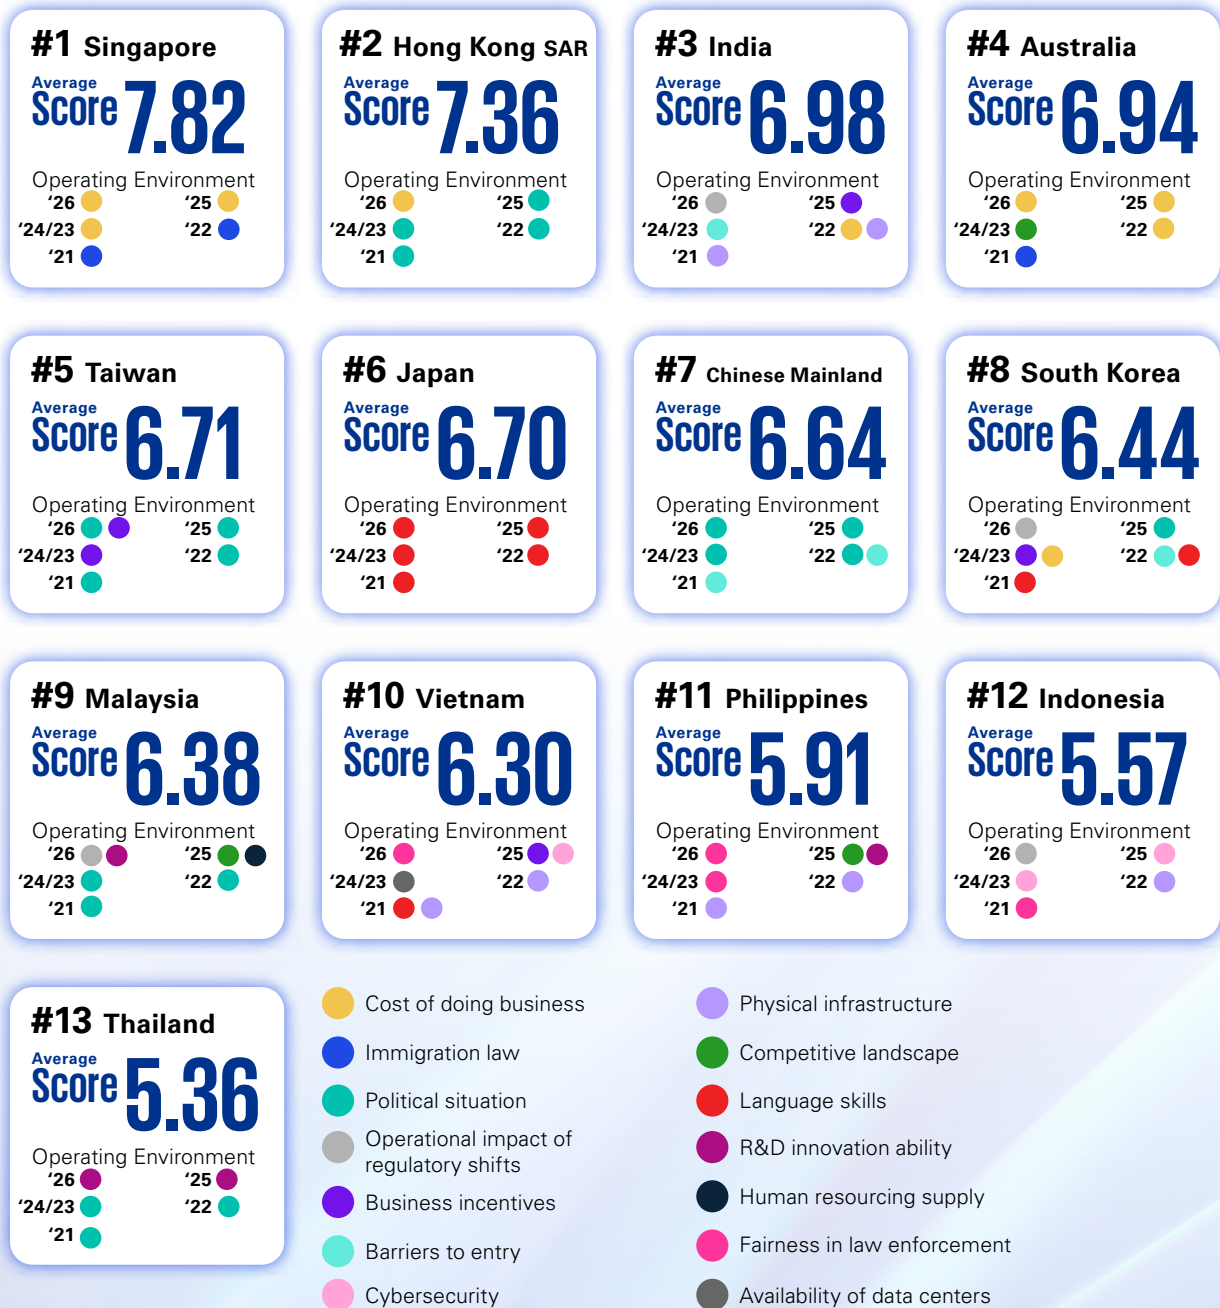 #1 Singapore
Average
Score 7.82
Operating Environment
‘26 ‘25
‘24/23 ‘22
‘21
#2 Hong Kong SAR
Average
Score 7.36
Operating Environment
‘26 ‘25
‘24/23 ‘22
‘21
#3 India
Average
Score 6.98
Operating Environment
‘26 ‘25
‘24/23 ‘22
‘21
#4 Australia
Average
Score 6.94
Operating Environment
‘26 ‘25
‘24/23 ‘22
‘21
#5 Taiwan
Average
Score 6.71
Operating Environment
‘26 ‘25
‘24/23 ‘22
‘21
#6 Japan
Average
Score 6.70
Operating Environment
‘26 ‘25
‘24/23 ‘22
‘21
#7 Chinese Mainland
Average
Score 6.64
Operating Environment
‘26 ‘25
‘24/23 ‘22
‘21
#8 South Korea
Average
Score 6.44
Operating Environment
‘26 ‘25
‘24/23 ‘22
‘21
#9 Malaysia
Average
Score 6.38
Operating Environment
‘26 ‘25
‘24/23 ‘22
‘21
#10 Vietnam
Average
Score 6.30
Operating Environment
‘26 ‘25
‘24/23 ‘22
‘21
#11 Philippines
Average
Score 5.91
Operating Environment
‘26 ‘25
‘24/23 ‘22
‘21
#12 Indonesia
Average
Score 5.57
Operating Environment
‘26 ‘25
‘24/23 ‘22
‘21
#13 Thailand
Average
Score 5.36
Operating Environment
‘26 ‘25
‘24/23 ‘22
‘21
Cost of doing business
Immigration law
Political situation
Operational impact of
regulatory shifts
Business incentives
Barriers to entry
Cybersecurity
Physical infrastructure
Competitive landscape
Language skills
R&D innovation ability
Human resourcing supply
Fairness in law enforcement
Availability of data centers